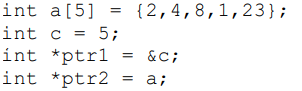 int a[5] = {2,4,8,1,23};
int c = 5;
int *ptr1 = &c;
int *ptr2 = a;